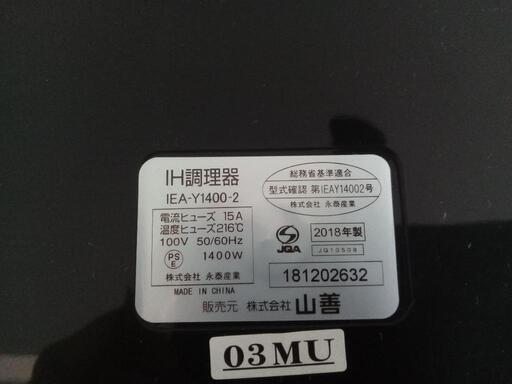 IH調理器
IEA-Y1400-2
電流ヒューズ 15A
温度ヒューズ216℃
100V 50/60Hz
PS
E
1400W
株式会社 永泰産業
MADE IN CHINA
総務省基準適合
型式確認 第IEAY14002号
株式会社 永泰産業
JQA
2018年製
JQ10508
181202632
販売元 株式会社 山善
03MU